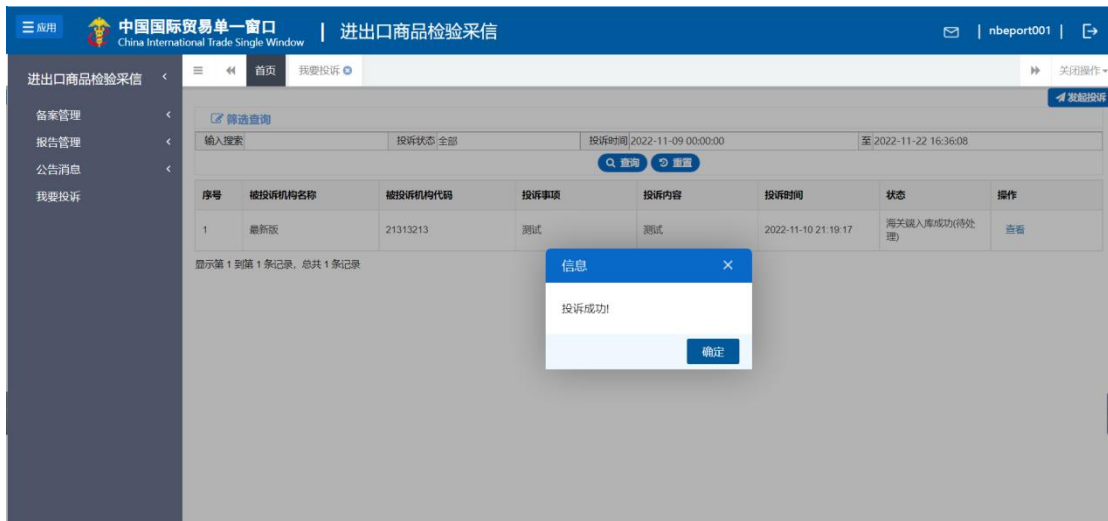 应用
中国国际贸易单一窗口 | 进出口商品检验采信
China International Trade Single Window
| nbeport001 |
进出口商品检验采信
备案管理
报告管理
公告消息
我要投诉
首页 我要投诉
关闭操作
发起投诉
筛选查询
输入搜索 投诉状态 全部 投诉时间 2022-11-09 00:00:00 至 2022-11-22 16:36:08
查询 重置
序号 被投诉机构名称 被投诉机构代码 投诉事项 投诉内容 投诉时间 状态 操作
1 最新版 21313213 测试 测试 2022-11-10 21:19:17 海关端入库成功(待处
理) 查看
显示第 1 到第 1 条记录，总共 1 条记录
信息
投诉成功!
确定